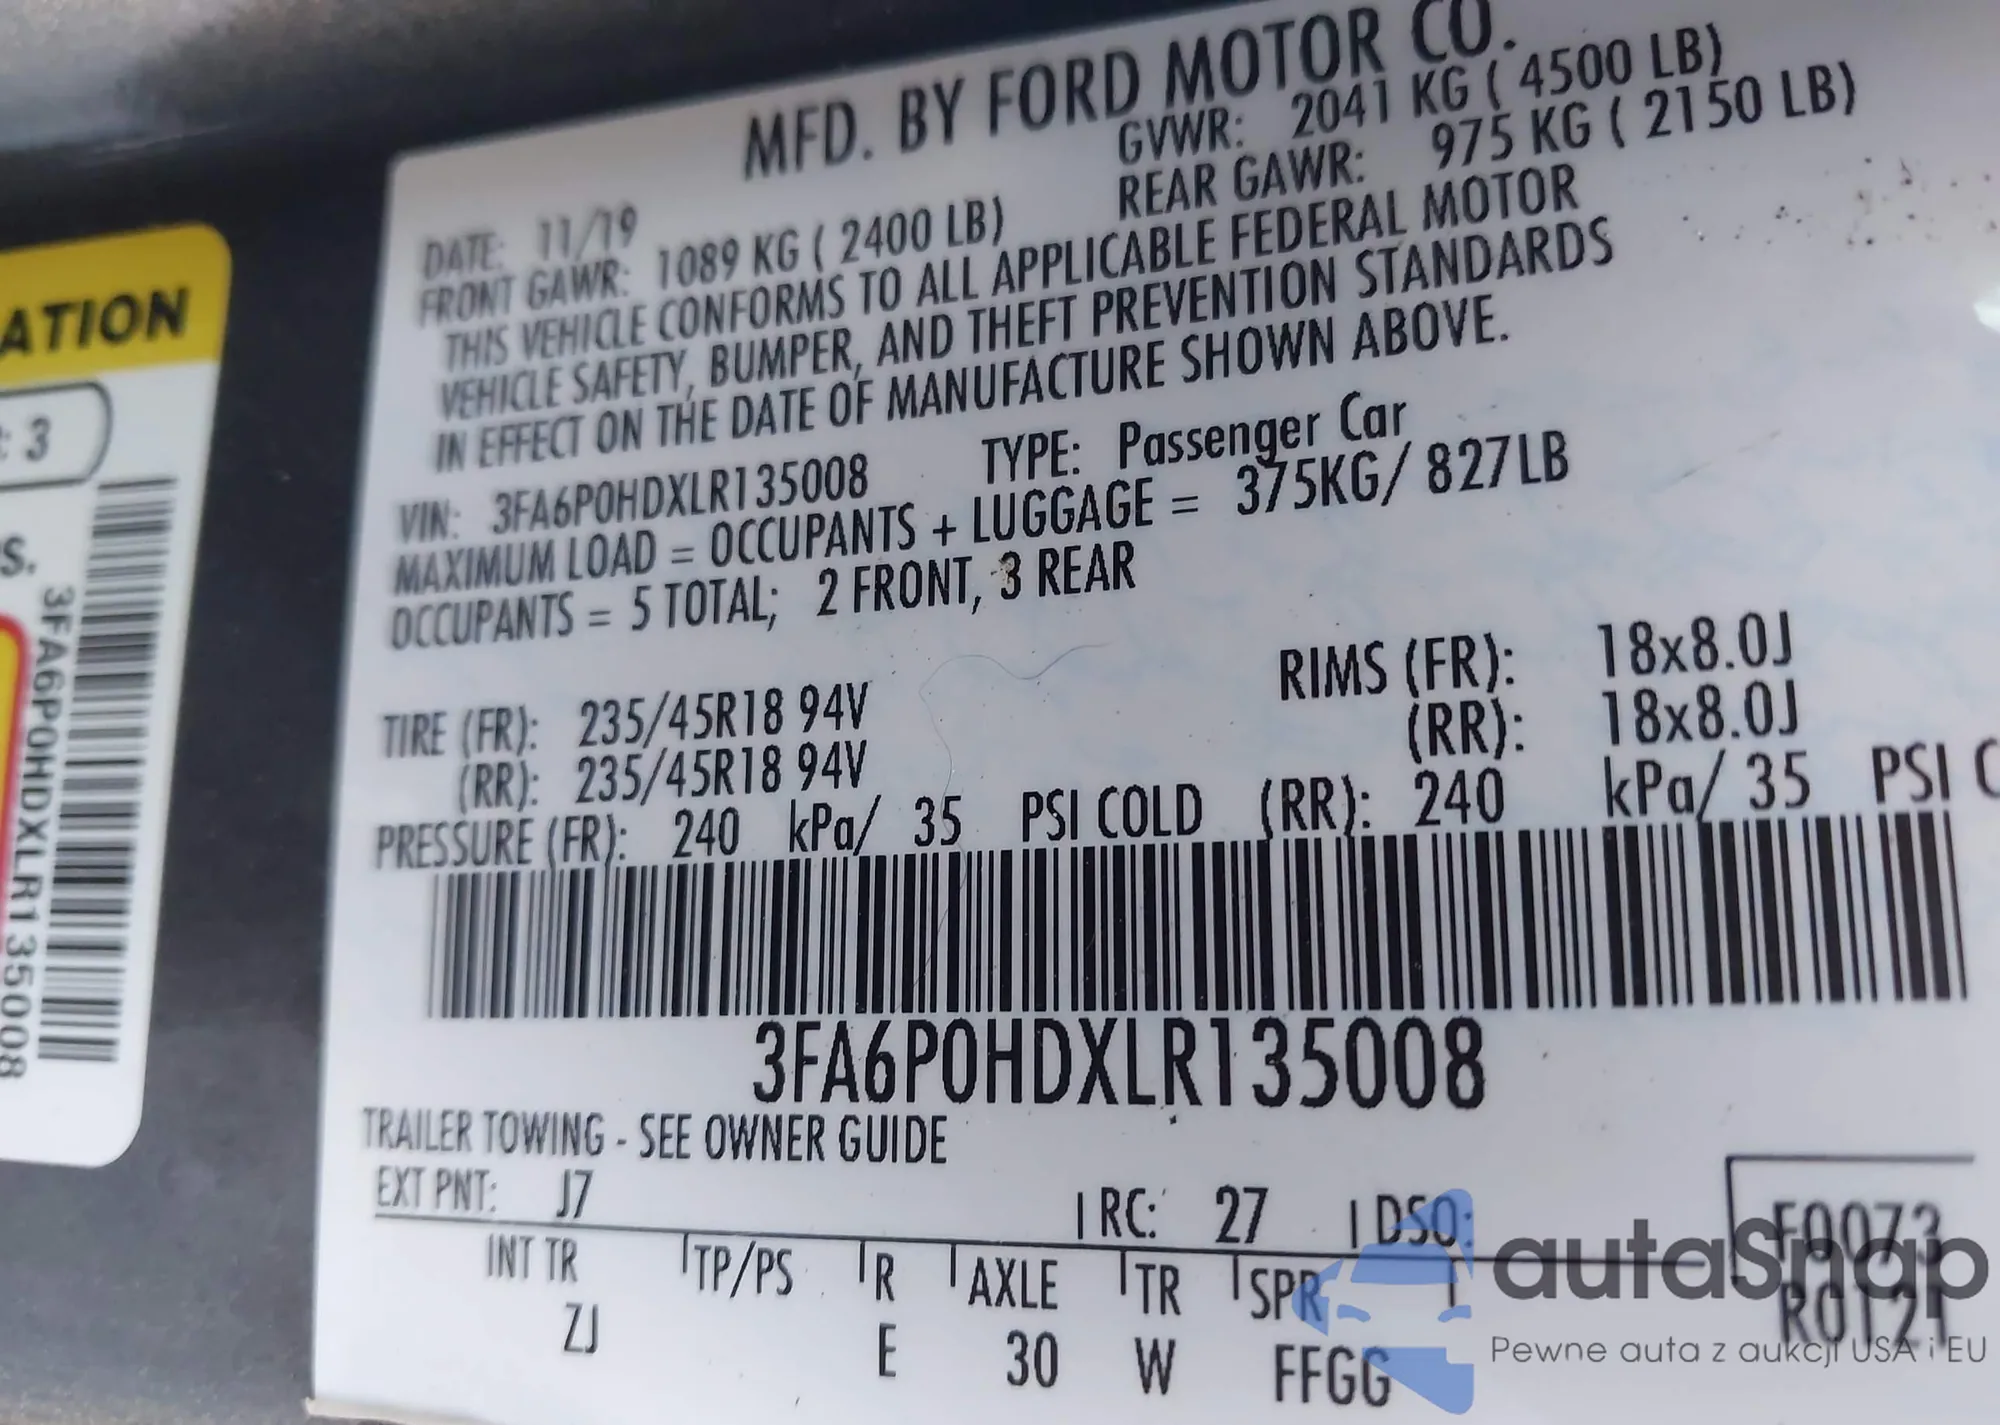 ATION
: 3
S.
3FA6P0HDXLR135008
MFD. BY FORD MOTOR CO.
DATE: 11/19 GVWR: 2041 KG ( 4500 LB)
FRONT GAWR: 1089 KG ( 2400 LB) REAR GAWR: 975 KG ( 2150 LB)
THIS VEHICLE CONFORMS TO ALL APPLICABLE FEDERAL MOTOR
VEHICLE SAFETY, BUMPER, AND THEFT PREVENTION STANDARDS
IN EFFECT ON THE DATE OF MANUFACTURE SHOWN ABOVE.
VIN: 3FA6P0HDXLR135008 TYPE: Passenger Car
MAXIMUM LOAD = OCCUPANTS + LUGGAGE = 375KG/ 827LB
OCCUPANTS = 5 TOTAL; 2 FRONT, 3 REAR
TIRE (FR): 235/45R18 94V RIMS (FR): 18x8.0J
(RR): 235/45R18 94V (RR): 18x8.0J
PRESSURE (FR): 240 kPa/ 35 PSI COLD (RR): 240 kPa/ 35 PSI C
3FA6P0HDXLR135008
TRAILER TOWING - SEE OWNER GUIDE
EXT PNT: J7 RC: 27 DSO:
F0073
INT TR TP/PS R AXLE TR SPR
R0121
ZJ E 30 W FFGG
autaSnap
Pewne auta z aukcji USA i EU